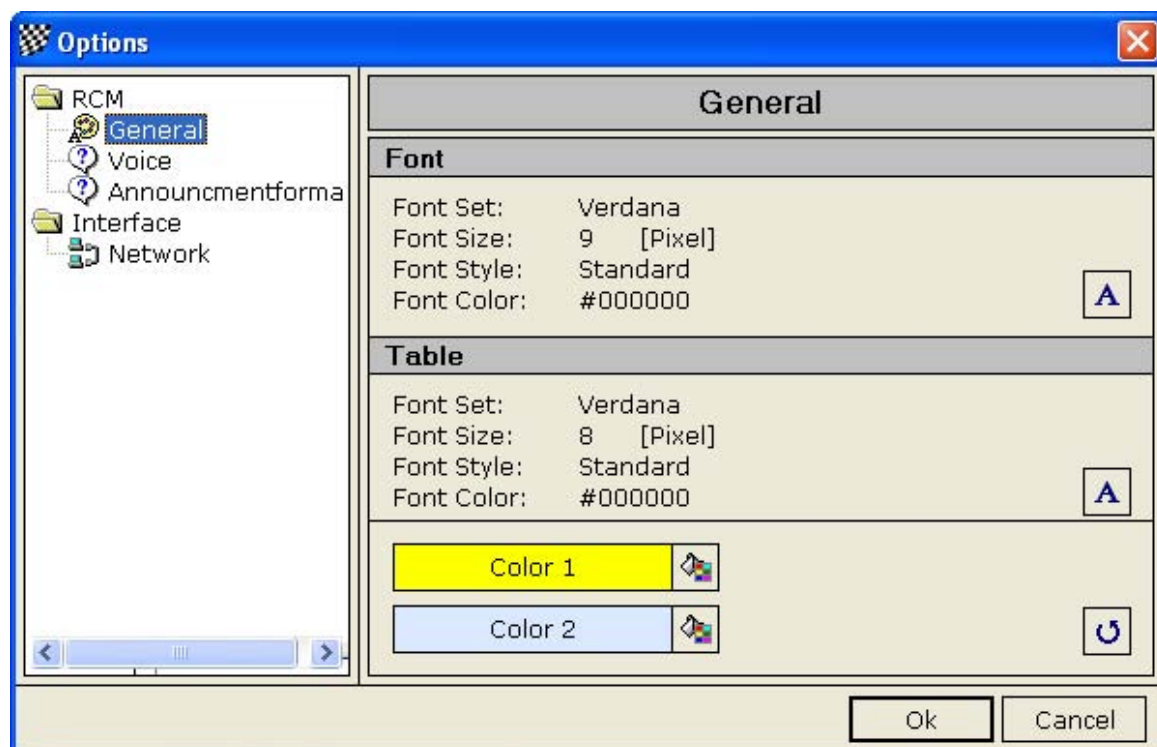 Options
RCM
General
Voice
Announcmentforma
Interface
Network
General
Font
Font Set: Verdana
Font Size: 9 [Pixel]
Font Style: Standard
Font Color: #000000
A
Table
Font Set: Verdana
Font Size: 8 [Pixel]
Font Style: Standard
Font Color: #000000
A
Color 1
Color 2
Ok Cancel